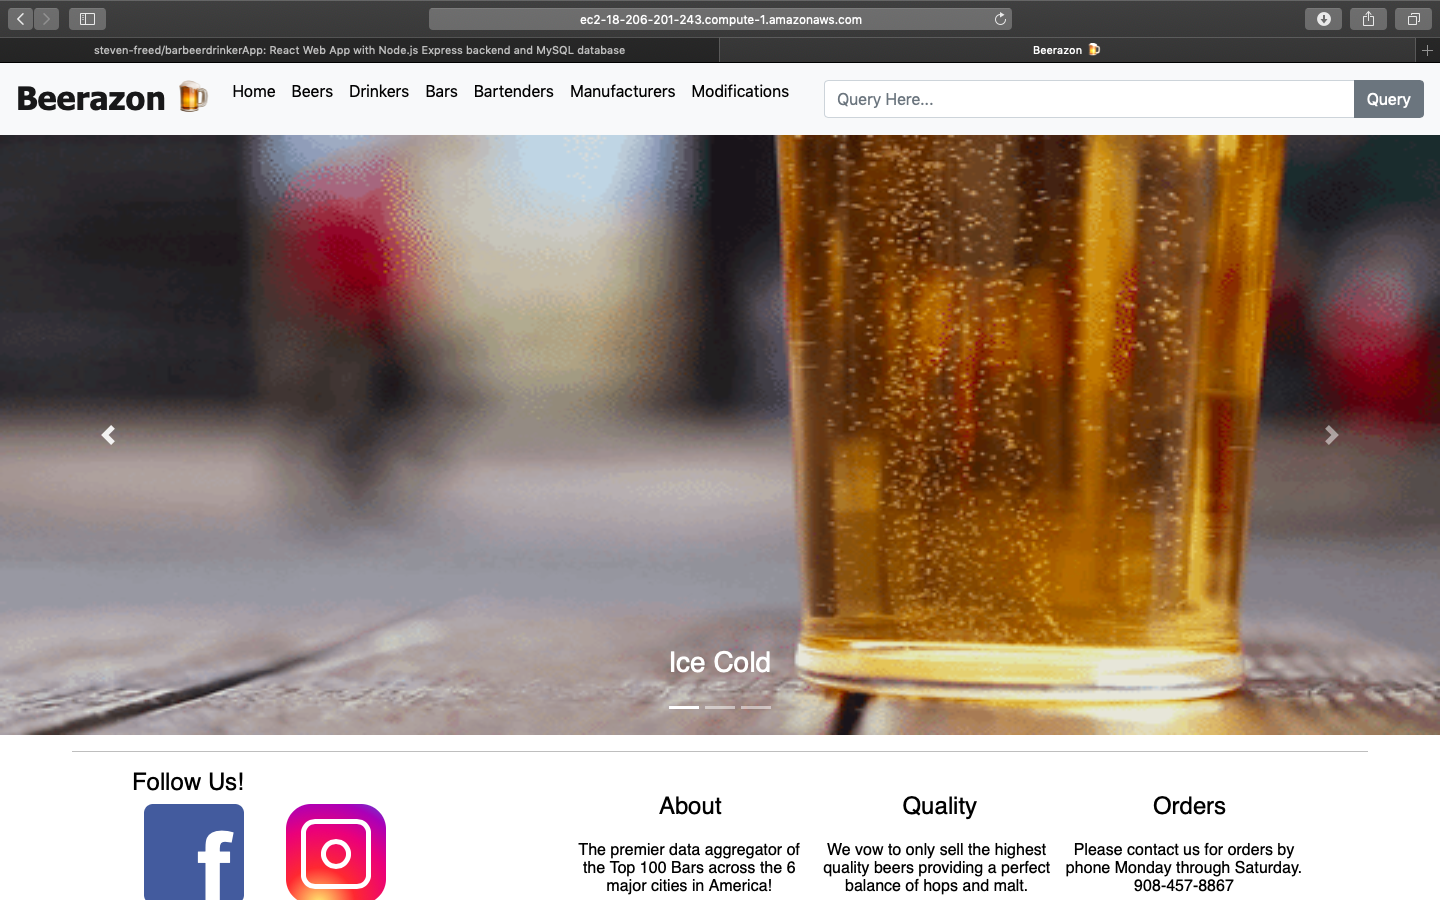 ec2-18-206-201-243.compute-1.amazonaws.com
steven-freed/barbeerdrinkerApp: React Web App with Node.js Express backend and MySQL database
Beerazon 🍺
Beerazon 🍺
Home Beers Drinkers Bars Bartenders Manufacturers Modifications
Query Here...
Query
Ice Cold
Follow Us!
About
The premier data aggregator of
the Top 100 Bars across the 6
major cities in America!
Quality
We vow to only sell the highest
quality beers providing a perfect
balance of hops and malt.
Orders
Please contact us for orders by
phone Monday through Saturday.
908-457-8867